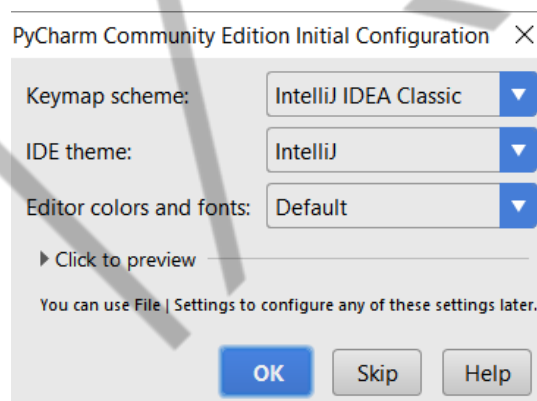 PyCharm Community Edition Initial Configuration
Keymap scheme: IntelliJ IDEA Classic
IDE theme: IntelliJ
Editor colors and fonts: Default
Click to preview
You can use File | Settings to configure any of these settings later.
OK Skip Help